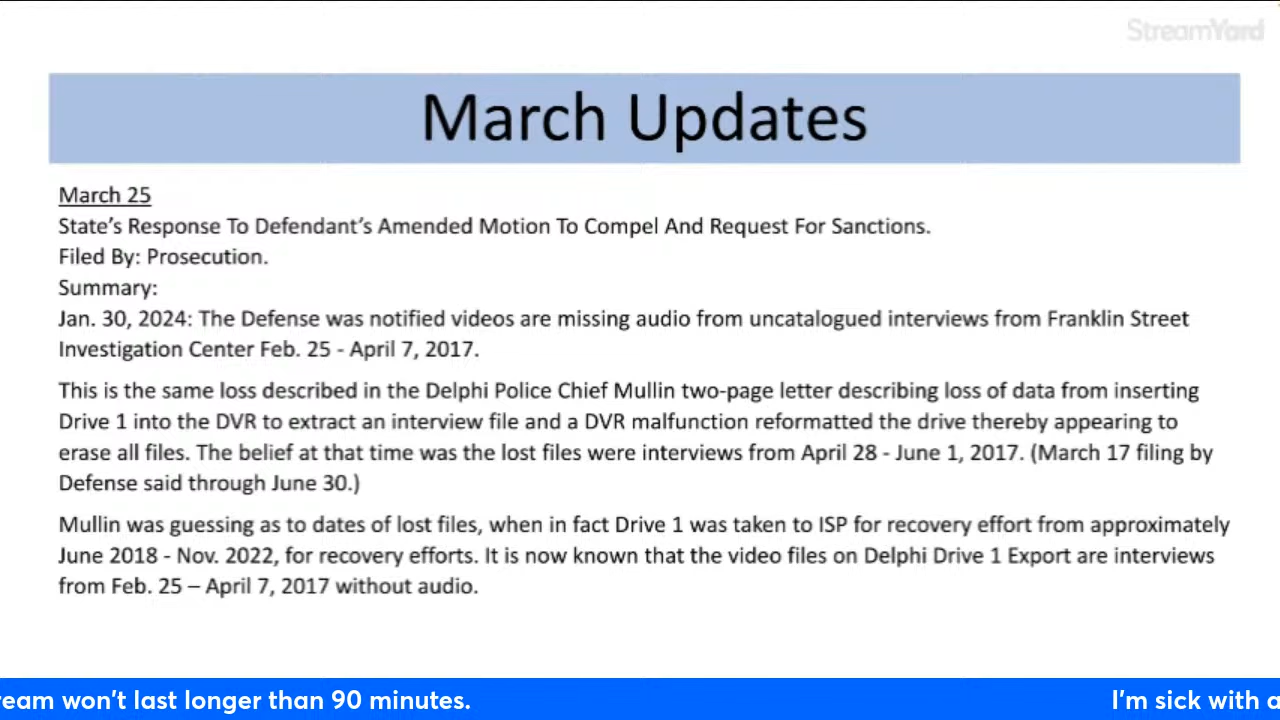 StreamYard
March Updates
March 25
State's Response To Defendant's Amended Motion To Compel And Request For Sanctions.
Filed By: Prosecution.
Summary:
Jan. 30, 2024: The Defense was notified videos are missing audio from uncatalogued interviews from Franklin Street
Investigation Center Feb. 25 - April 7, 2017.
This is the same loss described in the Delphi Police Chief Mullin two-page letter describing loss of data from inserting
Drive 1 into the DVR to extract an interview file and a DVR malfunction reformatted the drive thereby appearing to
erase all files. The belief at that time was the lost files were interviews from April 28 - June 1, 2017. (March 17 filing by
Defense said through June 30.)
Mullin was guessing as to dates of lost files, when in fact Drive 1 was taken to ISP for recovery effort from approximately
June 2018 - Nov. 2022, for recovery efforts. It is now known that the video files on Delphi Drive 1 Export are interviews
from Feb. 25 – April 7, 2017 without audio.
ream won't last longer than 90 minutes. I'm sick with